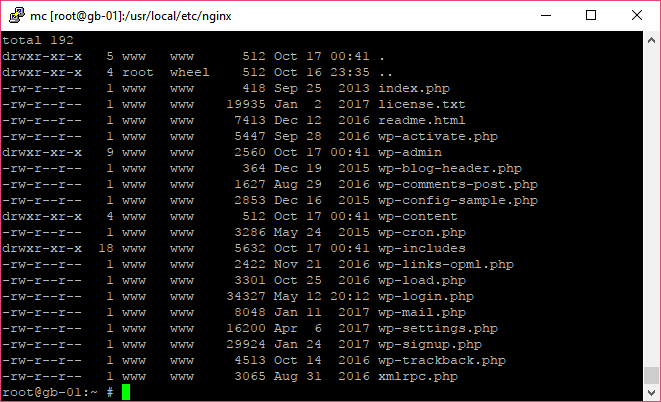 mc [root@gb-01]:/usr/local/etc/nginx
total 192
drwxr-xr-x   5 www   www      512 Oct 17 00:41 .
drwxr-xr-x   4 root  wheel    512 Oct 16 23:35 ..
-rw-r--r--   1 www   www      418 Sep 25  2013 index.php
-rw-r--r--   1 www   www    19935 Jan  2  2017 license.txt
-rw-r--r--   1 www   www     7413 Dec 12  2016 readme.html
-rw-r--r--   1 www   www     5447 Sep 28  2016 wp-activate.php
drwxr-xr-x   9 www   www     2560 Oct 17 00:41 wp-admin
-rw-r--r--   1 www   www      364 Dec 19  2015 wp-blog-header.php
-rw-r--r--   1 www   www     1627 Aug 29  2016 wp-comments-post.php
-rw-r--r--   1 www   www     2853 Dec 16  2015 wp-config-sample.php
drwxr-xr-x   4 www   www      512 Oct 17 00:41 wp-content
-rw-r--r--   1 www   www     3286 May 24  2015 wp-cron.php
drwxr-xr-x  18 www   www     5632 Oct 17 00:41 wp-includes
-rw-r--r--   1 www   www     2422 Nov 21  2016 wp-links-opml.php
-rw-r--r--   1 www   www     3301 Oct 25  2016 wp-load.php
-rw-r--r--   1 www   www    34327 May 12 20:12 wp-login.php
-rw-r--r--   1 www   www     8048 Jan 11  2017 wp-mail.php
-rw-r--r--   1 www   www    16200 Apr  6  2017 wp-settings.php
-rw-r--r--   1 www   www    29924 Jan 24  2017 wp-signup.php
-rw-r--r--   1 www   www     4513 Oct 14  2016 wp-trackback.php
-rw-r--r--   1 www   www     3065 Aug 31  2016 xmlrpc.php
root@gb-01:~ #